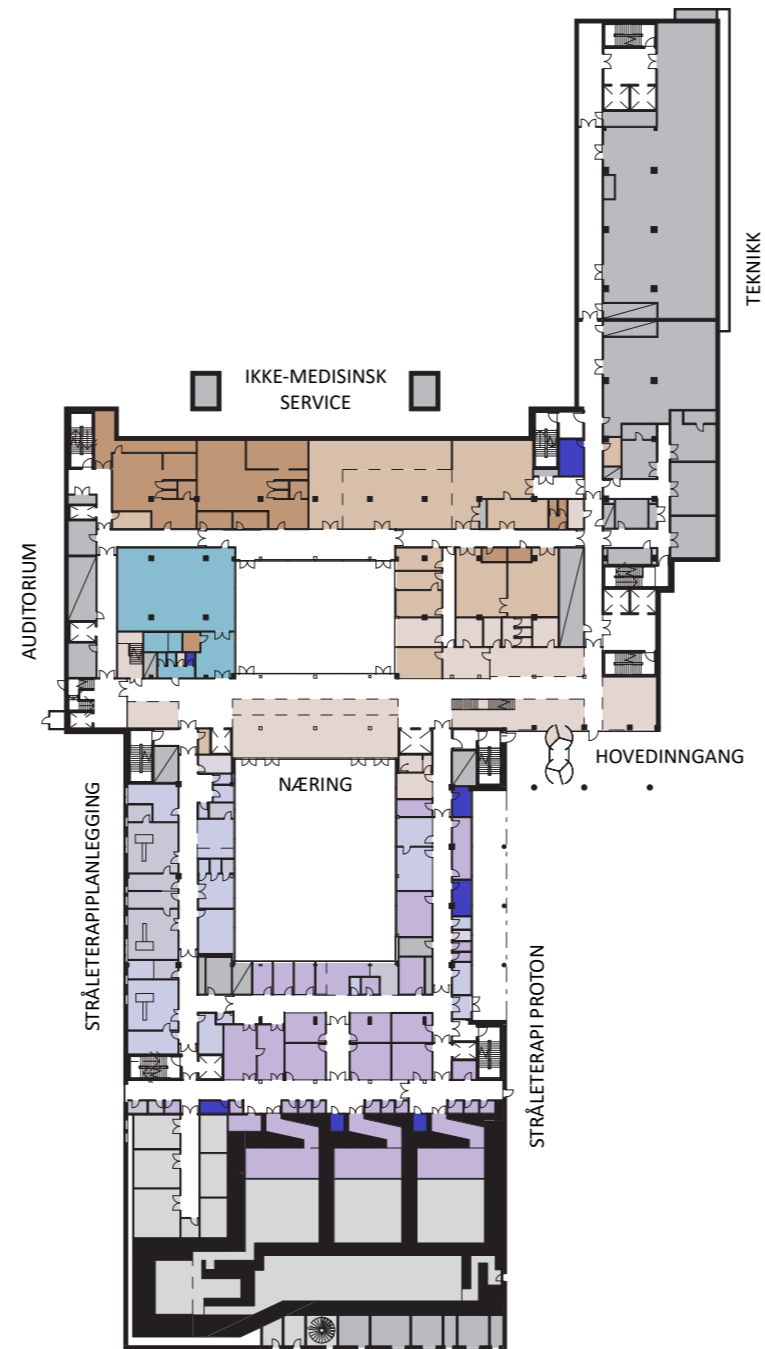 TEKNIKK
IKKE-MEDISINSK
SERVICE
AUDITORIUM
HOVEDINNGANG
NÆRING
STRÅLETERAPIPLANLEGGING
STRÅLETERAPI PROTON